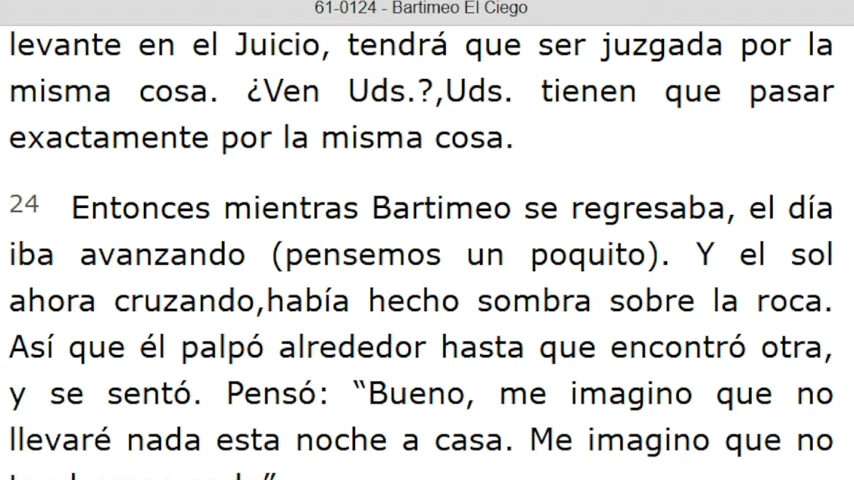 61-0124 - Bartimeo El Ciego
levante en el Juicio, tendrá que ser juzgada por la
misma cosa. ¿Ven Uds.?,Uds. tienen que pasar
exactamente por la misma cosa.
24 Entonces mientras Bartimeo se regresaba, el día
iba avanzando (pensemos un poquito). Y el sol
ahora cruzando,había hecho sombra sobre la roca.
Así que él palpó alrededor hasta que encontró otra,
y se sentó. Pensó: “Bueno, me imagino que no
llevaré nada esta noche a casa. Me imagino que no